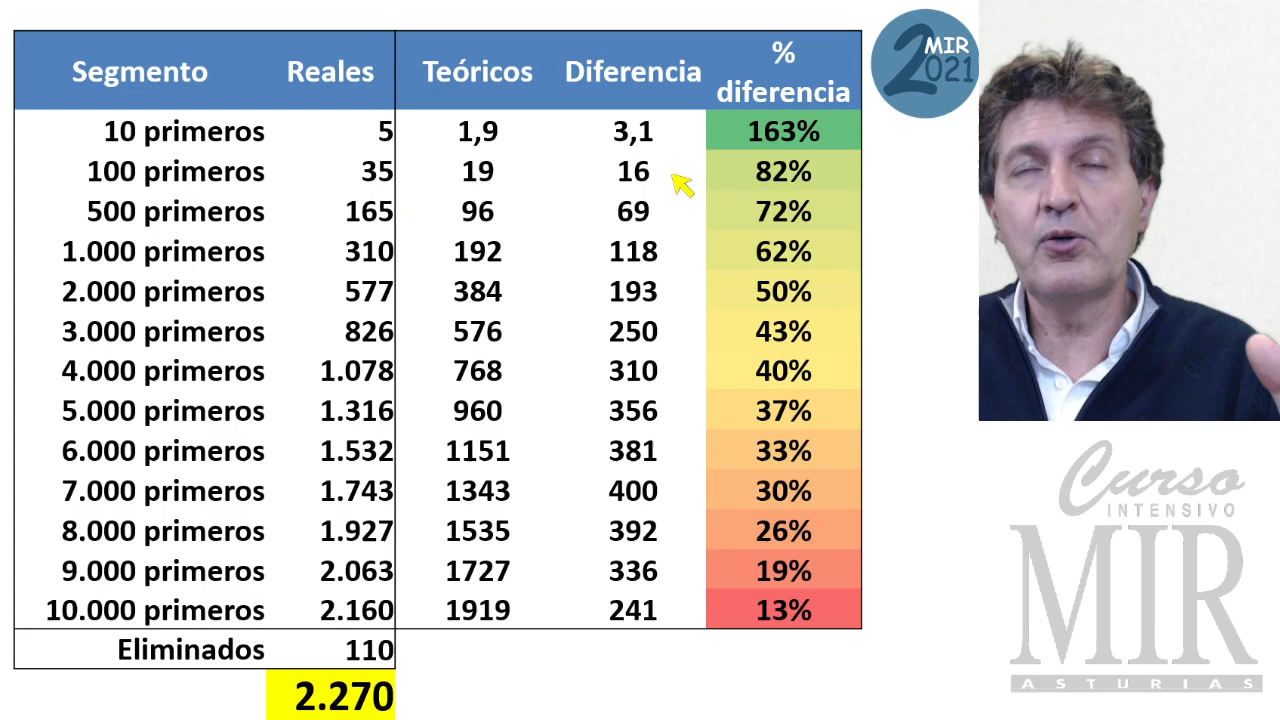 Segmento Reales Teóricos Diferencia % diferencia
10 primeros 5 1,9 3,1 163%
100 primeros 35 19 16 82%
500 primeros 165 96 69 72%
1.000 primeros 310 192 118 62%
2.000 primeros 577 384 193 50%
3.000 primeros 826 576 250 43%
4.000 primeros 1.078 768 310 40%
5.000 primeros 1.316 960 356 37%
6.000 primeros 1.532 1151 381 33%
7.000 primeros 1.743 1343 400 30%
8.000 primeros 1.927 1535 392 26%
9.000 primeros 2.063 1727 336 19%
10.000 primeros 2.160 1919 241 13%
Eliminados 110
2.270
MIR
2021
Curso
INTENSIVO
MIR
ASTURIAS